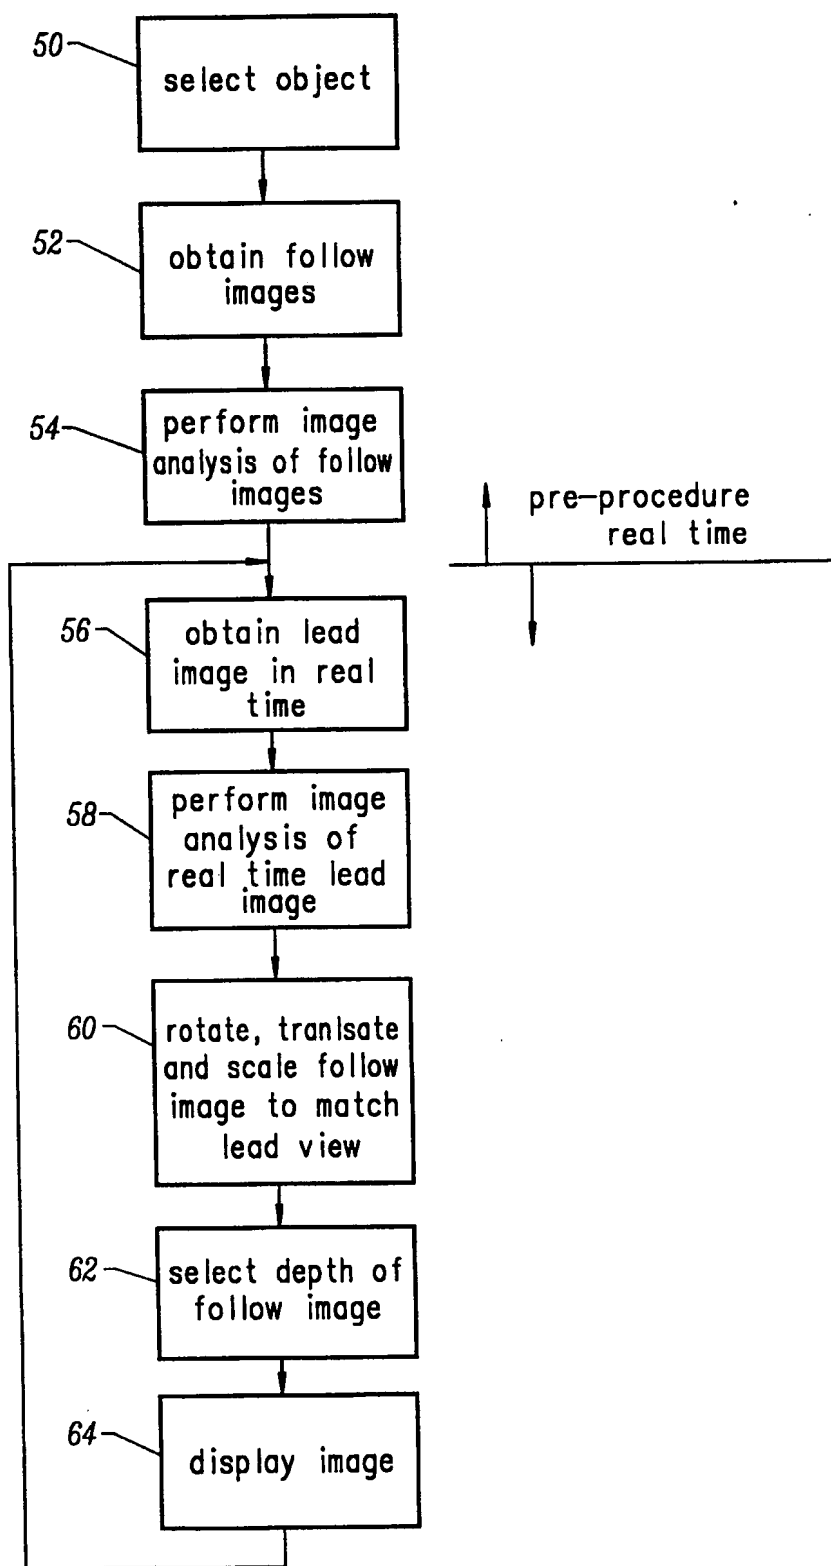 50
select object
52
obtain follow
images
54
perform image
analysis of follow
images
pre-procedure
real time
56
obtain lead
image in real
time
58
perform image
analysis of
real time lead
image
60
rotate, tranlsate
and scale follow
image to match
lead view
62
select depth of
follow image
64
display image